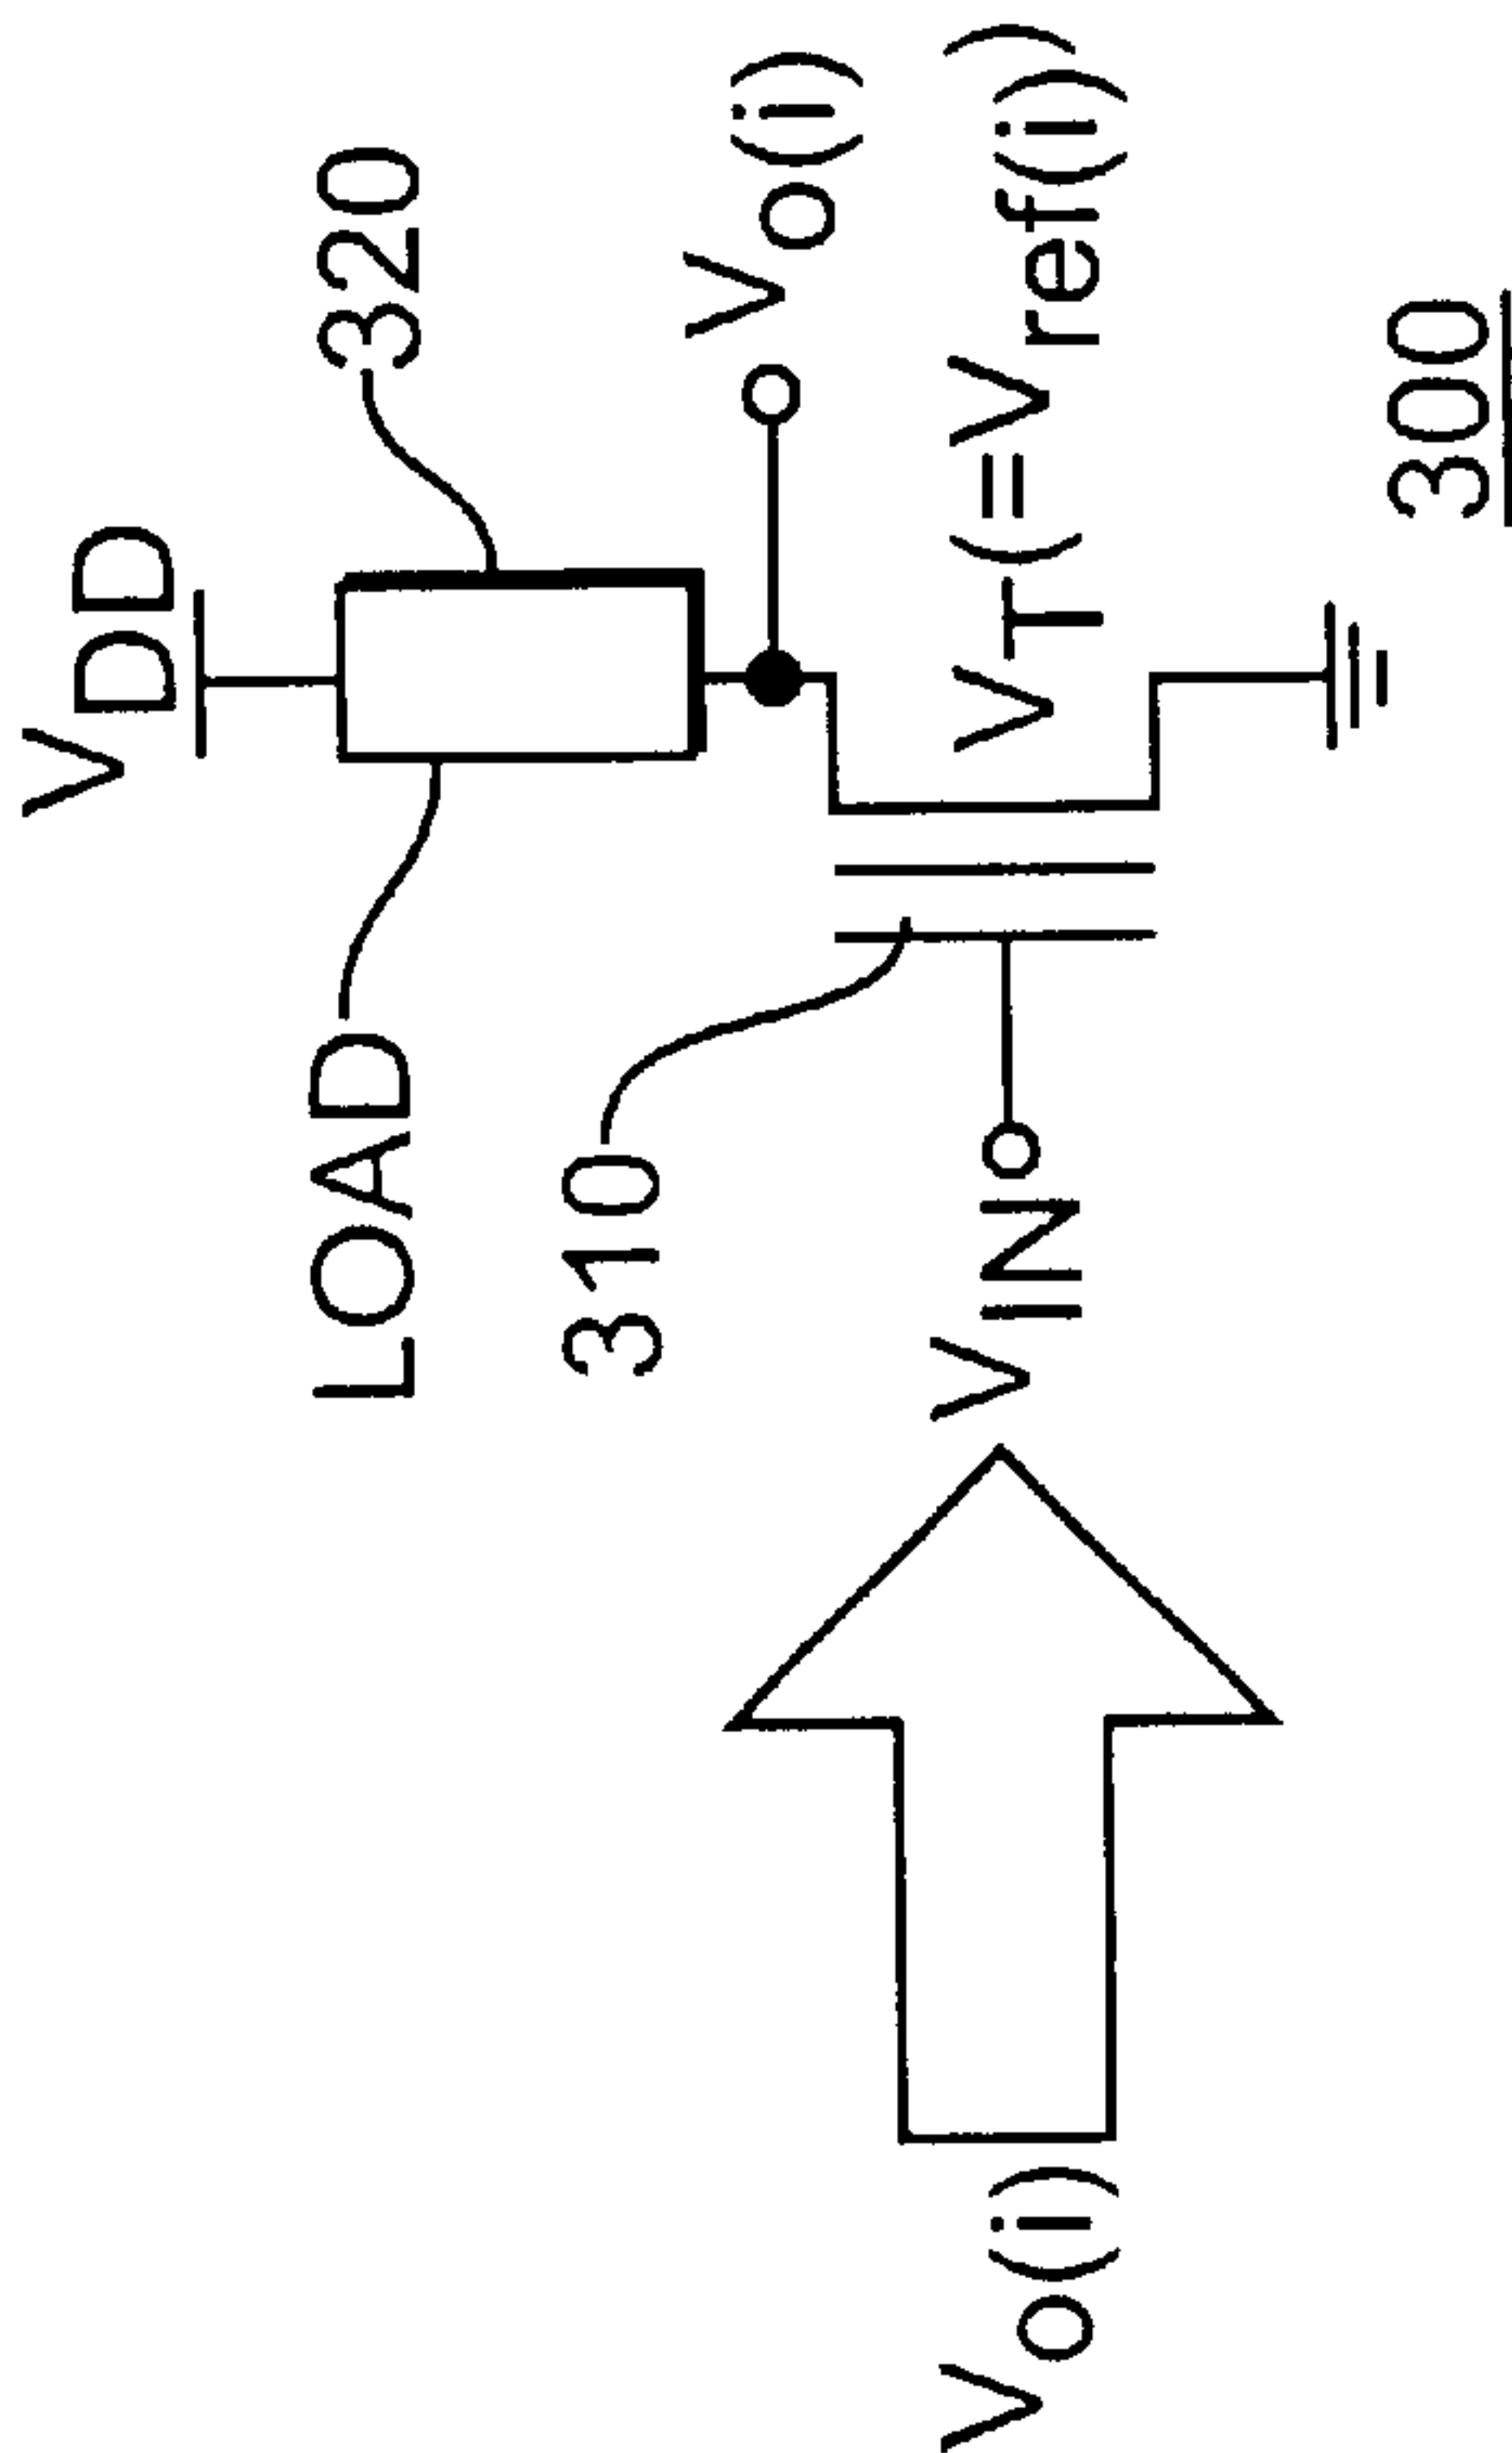 VDD
LOAD 320
310
Vo(i)
Vo(i) VIN VT(=Vref(i))
300